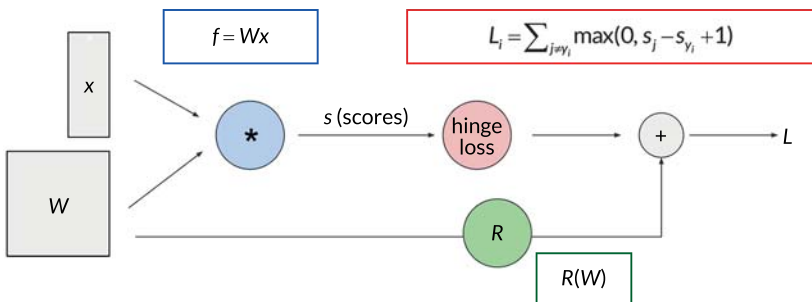 f = Wx
L_i = ∑_{j≠y_i} max(0, s_j − s_{y_i} + 1)
x
*
s (scores)
hinge
loss
+
L
W
R
R(W)